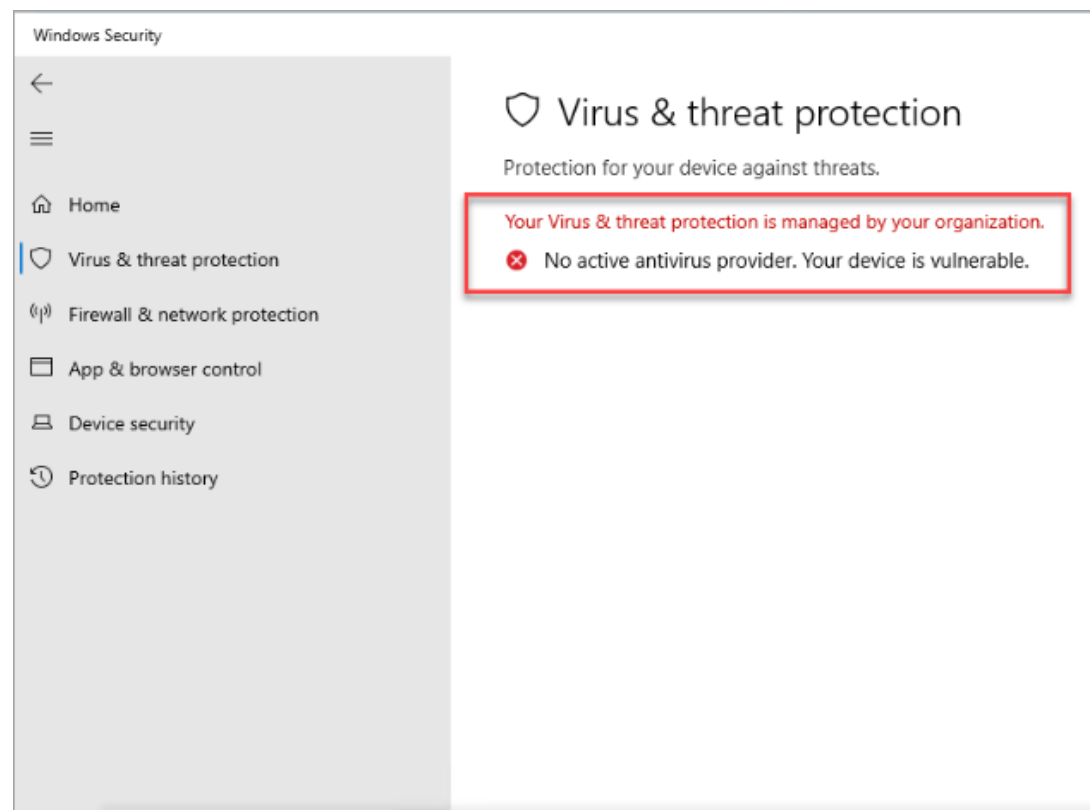 Windows Security
Home
Virus & threat protection
Firewall & network protection
App & browser control
Device security
Protection history
Virus & threat protection
Protection for your device against threats.
Your Virus & threat protection is managed by your organization.
No active antivirus provider. Your device is vulnerable.